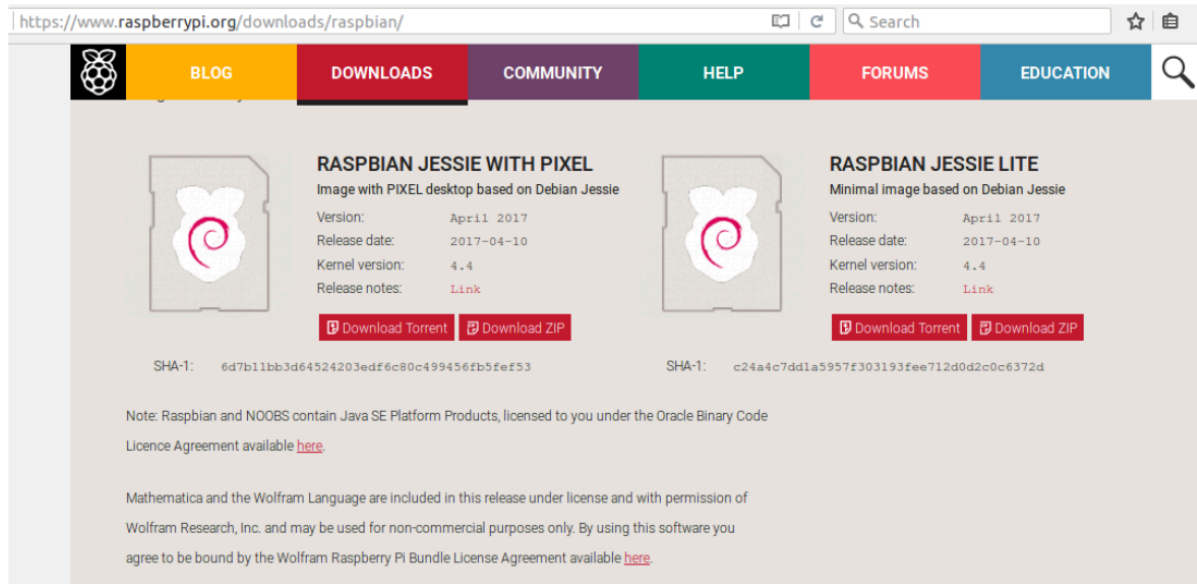 https://www.raspberrypi.org/downloads/raspbian/
Search
BLOG
DOWNLOADS
COMMUNITY
HELP
FORUMS
EDUCATION
RASPBIAN JESSIE WITH PIXEL
Image with PIXEL desktop based on Debian Jessie
Version: April 2017
Release date: 2017-04-10
Kernel version: 4.4
Release notes: Link
Download Torrent
Download ZIP
SHA-1: 6d7b11bb3d64524203edf6c80c499456fb5fef53
RASPBIAN JESSIE LITE
Minimal image based on Debian Jessie
Version: April 2017
Release date: 2017-04-10
Kernel version: 4.4
Release notes: Link
Download Torrent
Download ZIP
SHA-1: c24a4c7dd1a5957f303193fee712d0d2c0c6372d
Note: Raspbian and NOOBS contain Java SE Platform Products, licensed to you under the Oracle Binary Code
Licence Agreement available here.
Mathematica and the Wolfram Language are included in this release under license and with permission of
Wolfram Research, Inc. and may be used for non-commercial purposes only. By using this software you
agree to be bound by the Wolfram Raspberry Pi Bundle License Agreement available here.